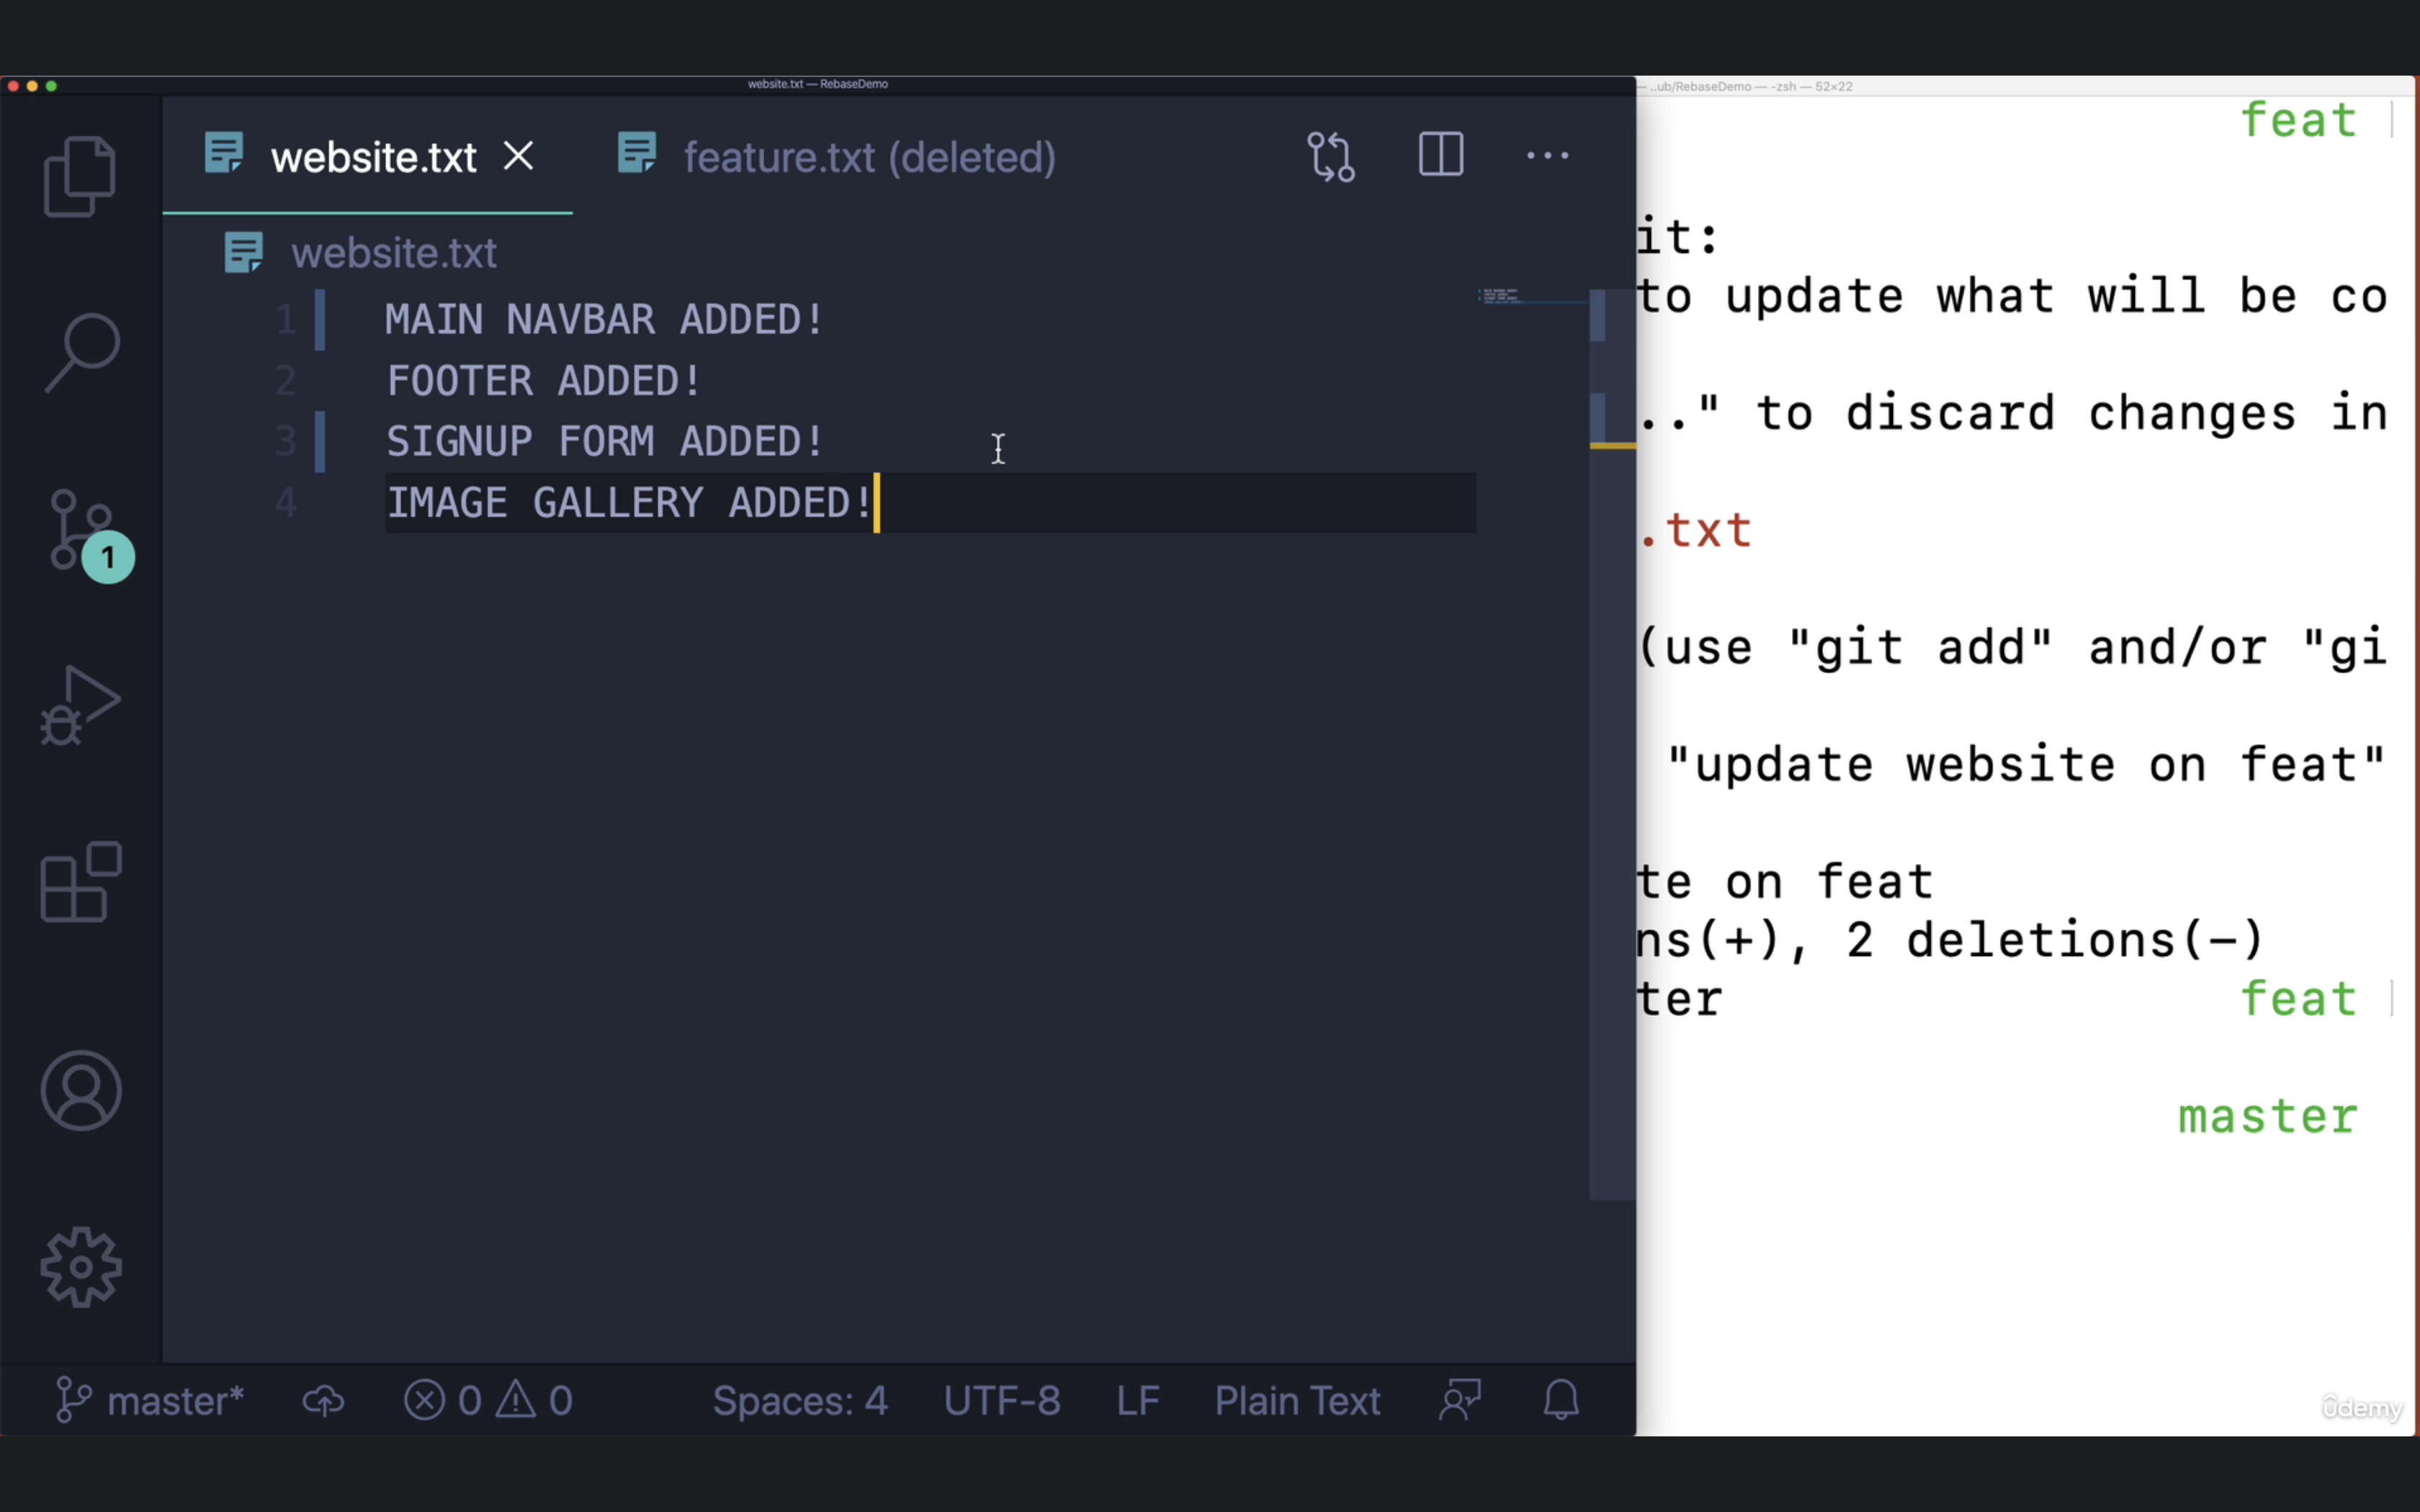 website.txt — RebaseDemo
website.txt
feature.txt (deleted)
website.txt
1 MAIN NAVBAR ADDED!
2 FOOTER ADDED!
3 SIGNUP FORM ADDED!
4 IMAGE GALLERY ADDED!
1
master*
0
0
Spaces: 4
UTF-8
LF
Plain Text
— ..ub/RebaseDemo — -zsh — 52×22
feat
it:
to update what will be co
.." to discard changes in
.txt
(use "git add" and/or "gi
"update website on feat"
te on feat
ns(+), 2 deletions(-)
ter feat
master
ûdemy